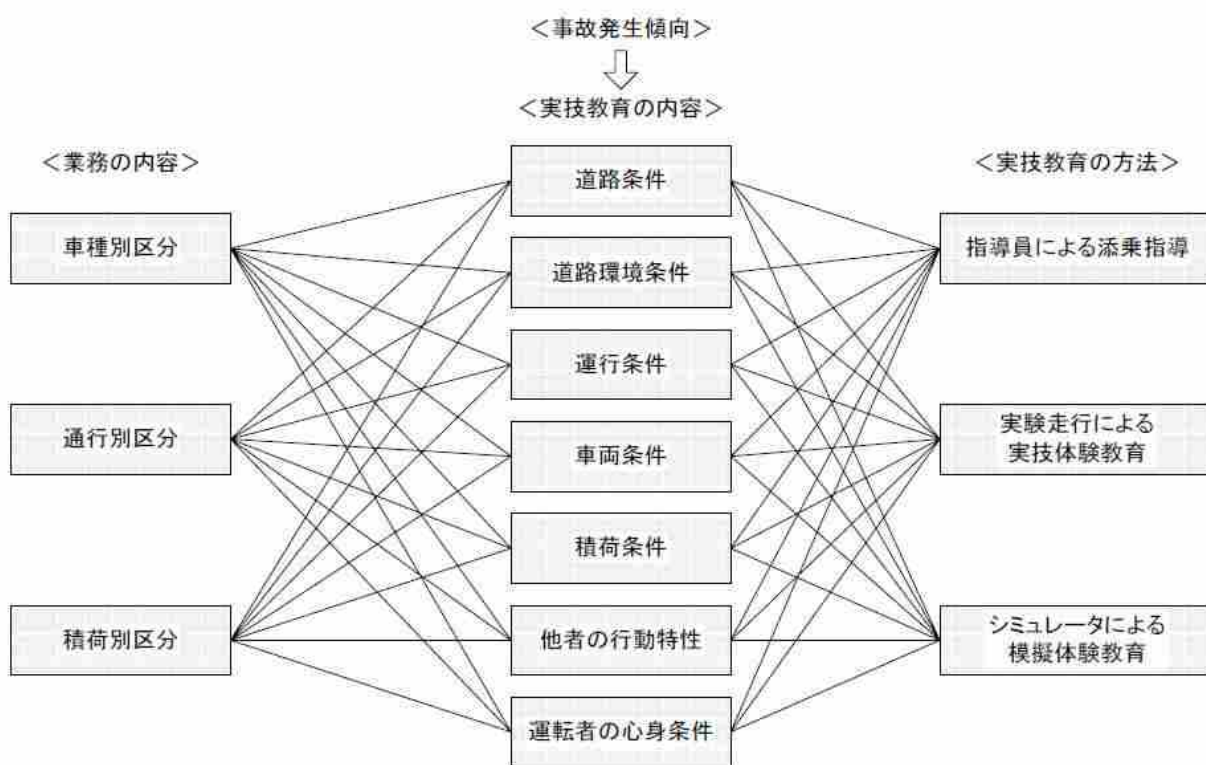 ＜事故発生傾向＞
＜実技教育の内容＞
＜業務の内容＞
車種別区分
通行別区分
積荷別区分
道路条件
道路環境条件
運行条件
車両条件
積荷条件
他者の行動特性
運転者の心身条件
＜実技教育の方法＞
指導員による添乗指導
実験走行による
実技体験教育
シミュレータによる
模擬体験教育